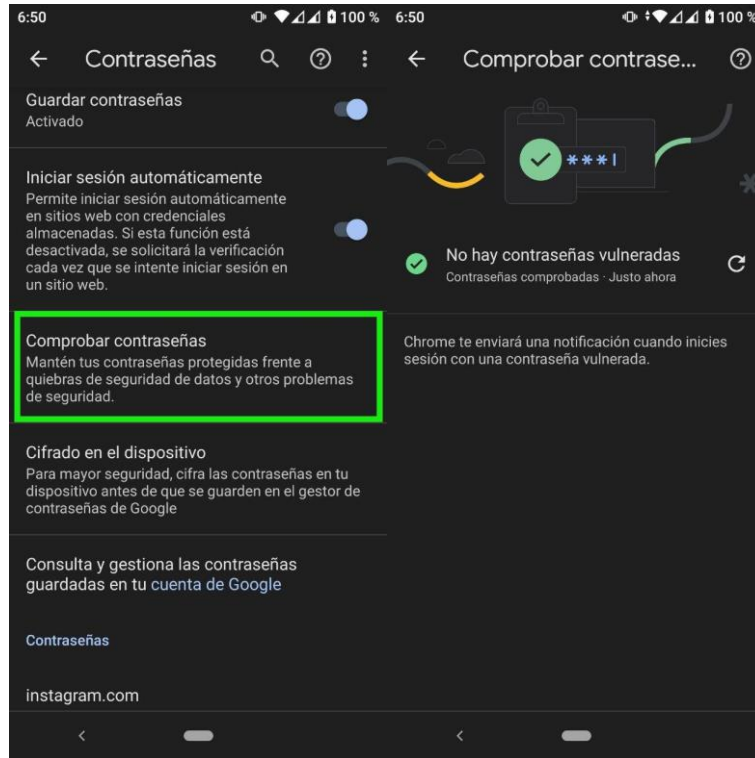 6:50
100 %
Contraseñas
Guardar contraseñas
Activado
Iniciar sesión automáticamente
Permite iniciar sesión automáticamente
en sitios web con credenciales
almacenadas. Si esta función está
desactivada, se solicitará la verificación
cada vez que se intente iniciar sesión en
un sitio web.
Comprobar contraseñas
Mantén tus contraseñas protegidas frente a
quiebras de seguridad de datos y otros problemas
de seguridad.
Cifrado en el dispositivo
Para mayor seguridad, cifra las contraseñas en tu
dispositivo antes de que se guarden en el gestor de
contraseñas de Google
Consulta y gestiona las contraseñas
guardadas en tu cuenta de Google
Contraseñas
instagram.com
6:50
100 %
Comprobar contrase...
***I
No hay contraseñas vulneradas
Contraseñas comprobadas · Justo ahora
Chrome te enviará una notificación cuando inicies
sesión con una contraseña vulnerada.